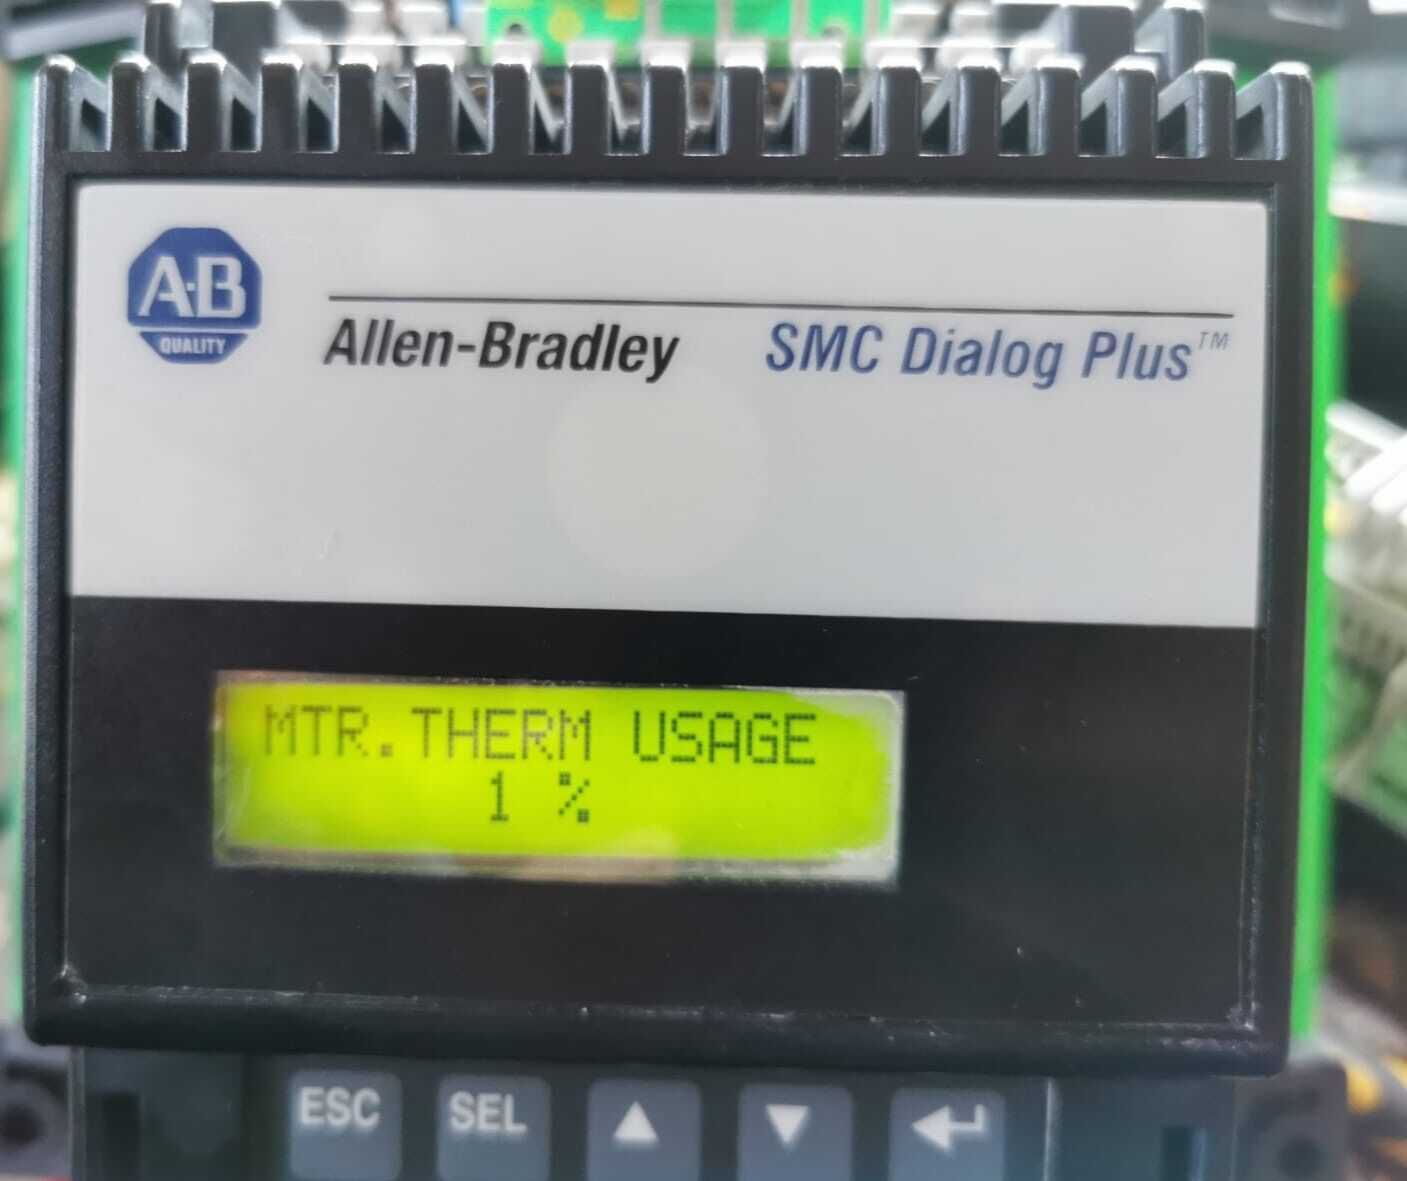 A·B
QUALITY
Allen-Bradley SMC Dialog Plus™
MTR.THERM USAGE
1 %
ESC SEL